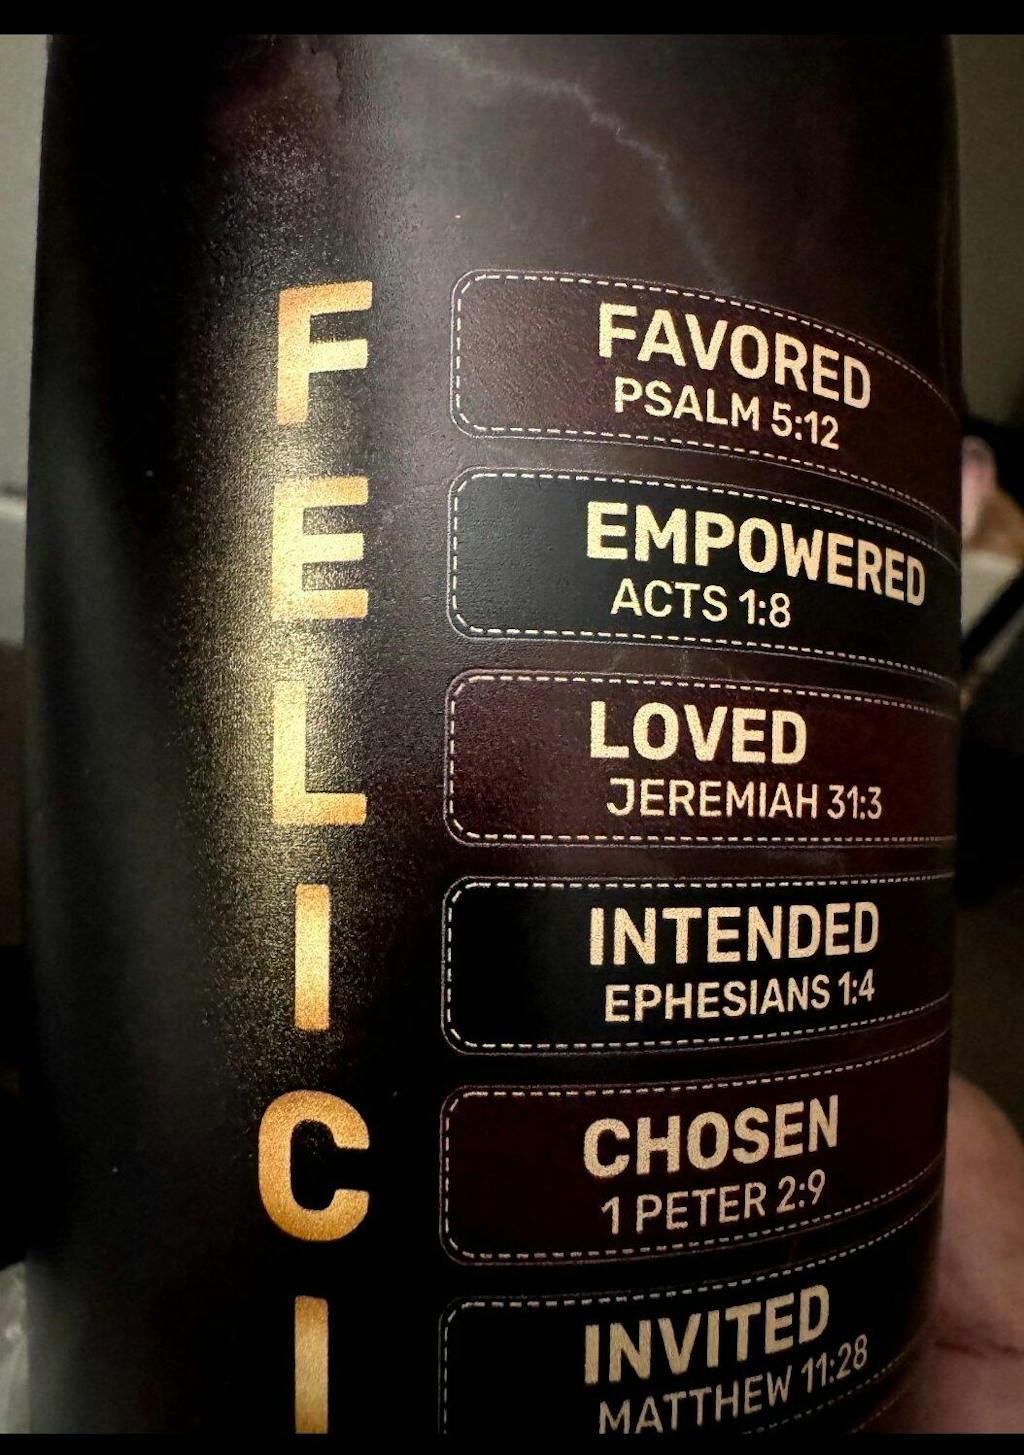 F
FAVORED
PSALM 5:12
E
EMPOWERED
ACTS 1:8
L
LOVED
JEREMIAH 31:3
I
INTENDED
EPHESIANS 1:4
C
CHOSEN
1 PETER 2:9
I
INVITED
MATTHEW 11:28